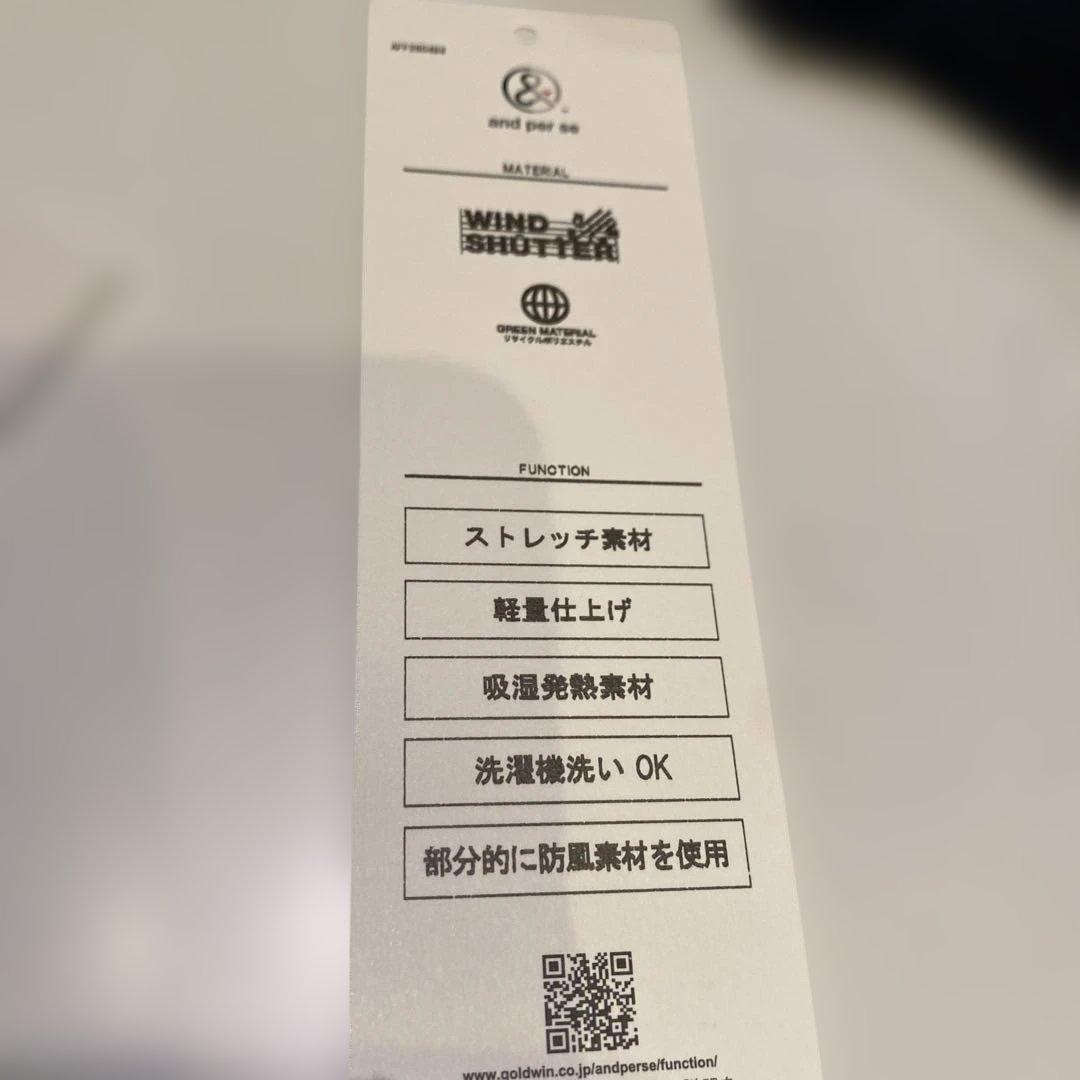 and per se
MATERIAL
WIND
SHUTTER
GREEN MATERIAL
リサイクルポリエステル
FUNCTION
ストレッチ素材
軽量仕上げ
吸湿発熱素材
洗濯機洗い OK
部分的に防風素材を使用
www.goldwin.co.jp/andperse/function/